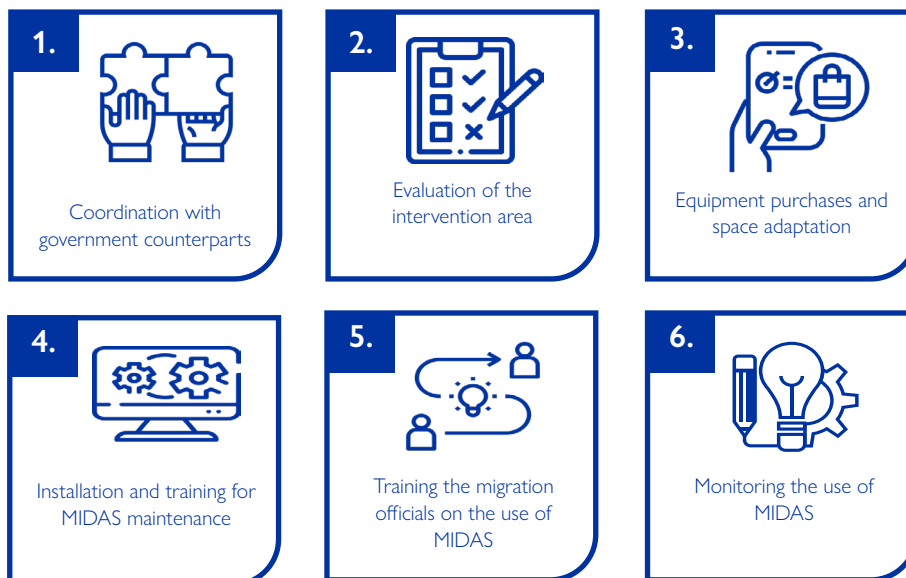 1.
Coordination with
government counterparts
2.
Evaluation of the
intervention area
3.
Equipment purchases and
space adaptation
4.
Installation and training for
MIDAS maintenance
5.
Training the migration
officials on the use of
MIDAS
6.
Monitoring the use of
MIDAS